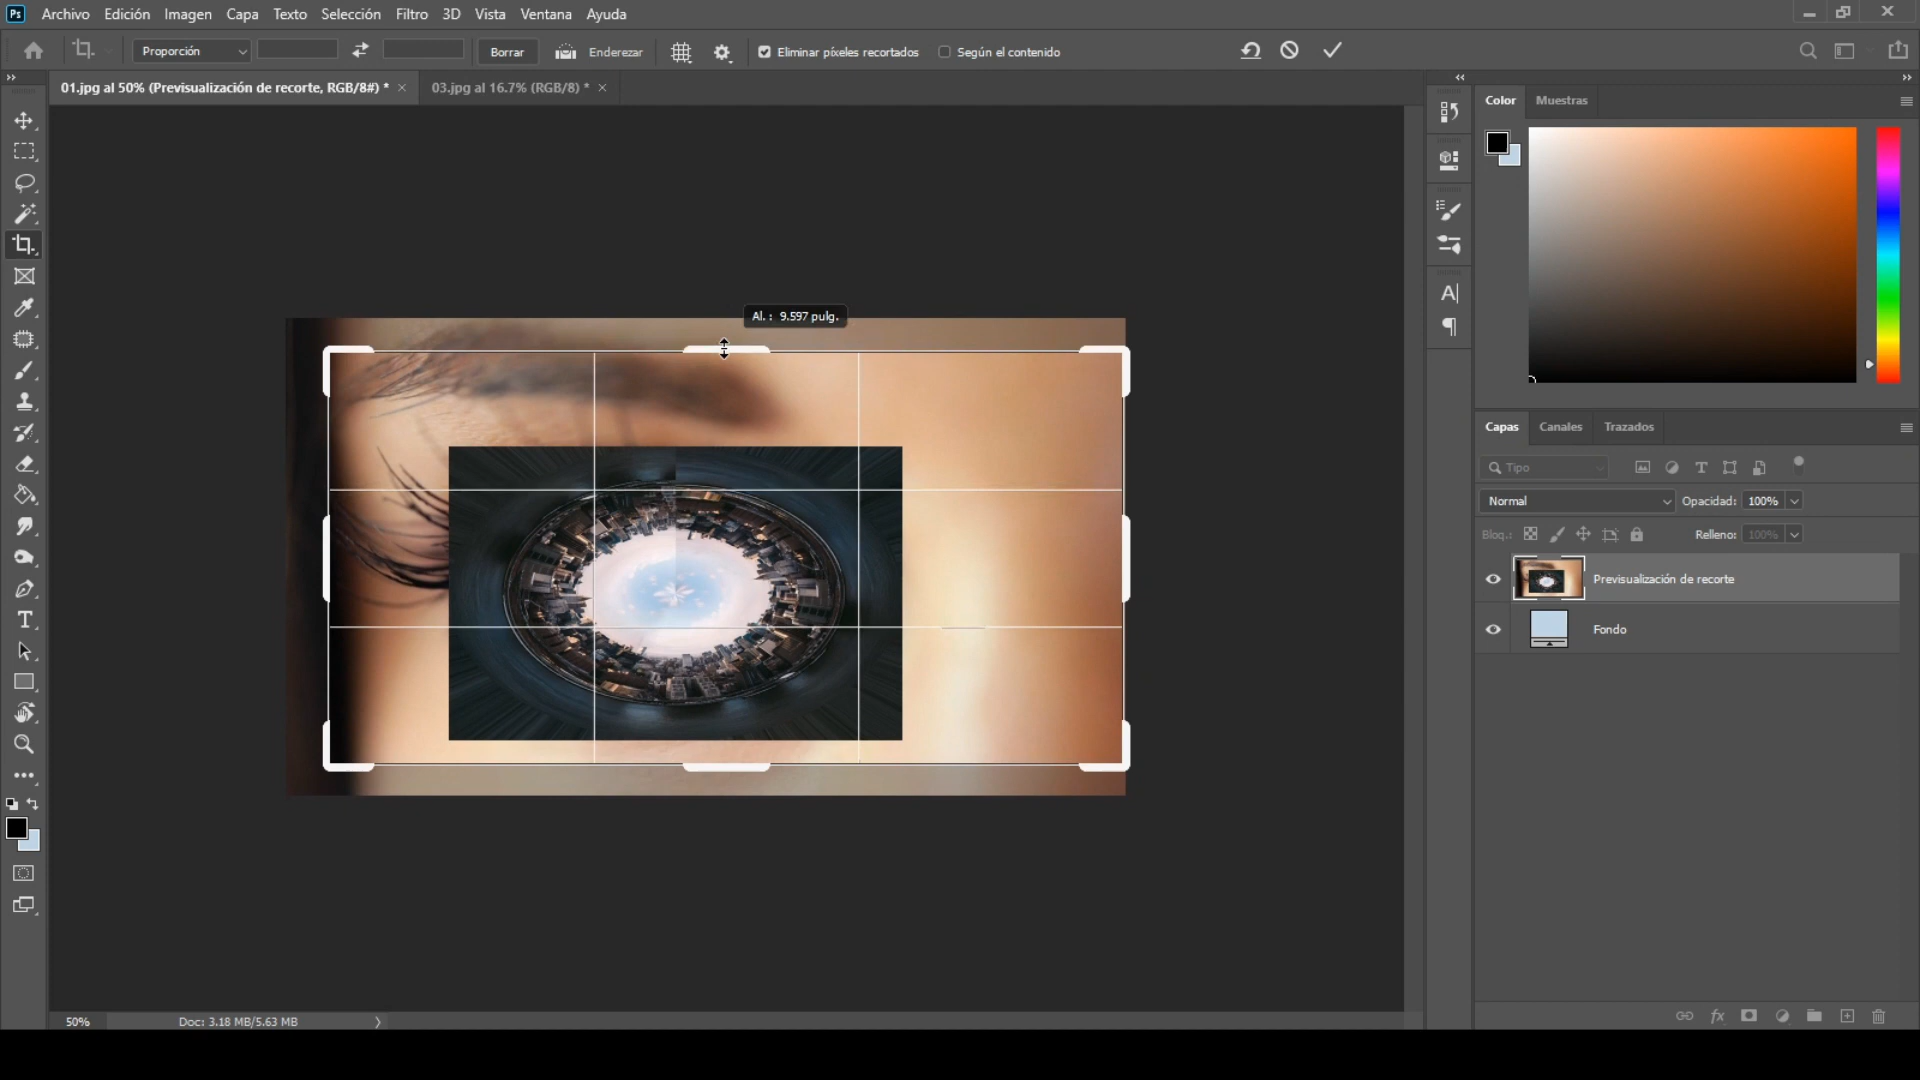 Ps Archivo Edición Imagen Capa Texto Selección Filtro 3D Vista Ventana Ayuda
Proporción Borrar Enderezar Eliminar píxeles recortados Según el contenido
01.jpg al 50% (Previsualización de recorte, RGB/8#) * 03.jpg al 16.7% (RGB/8) *
Color Muestras
Al.: 9.597 pulg.
Capas Canales Trazados
Tipo
Normal Opacidad: 100%
Bloq.: Relleno: 100%
Previsualización de recorte
Fondo
50% Doc: 3.18 MB/5.63 MB